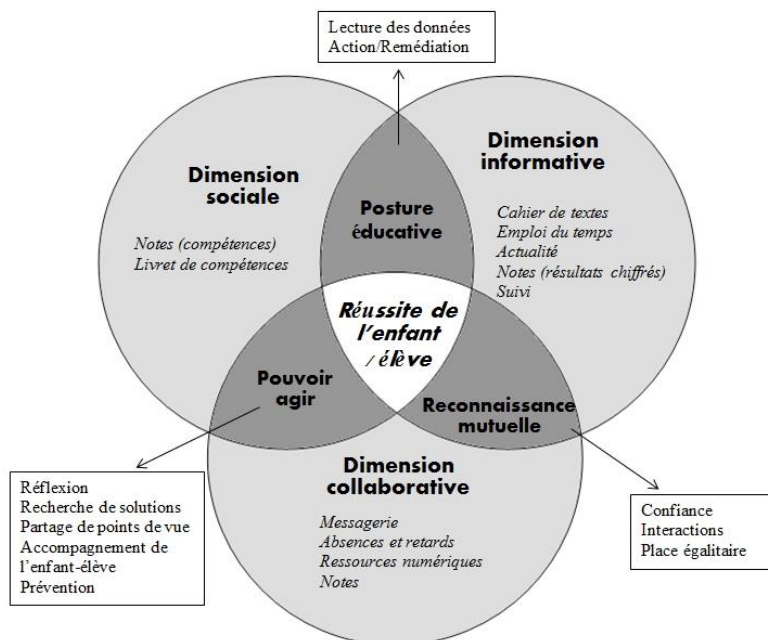 Lecture des données
Action/Remédiation
Dimension
sociale
Notes (compétences)
Livret de compétences
Posture
éducative
Dimension
informative
Cahier de textes
Emploi du temps
Actualité
Notes (résultats chiffrés)
Suivi
Réussite de
l'enfant
/ élève
Pouvoir
agir
Reconnaissance
mutuelle
Dimension
collaborative
Messagerie
Absences et retards
Ressources numériques
Notes
Réflexion
Recherche de solutions
Partage de points de vue
Accompagnement de
l'enfant-élève
Prévention
Confiance
Interactions
Place égalitaire